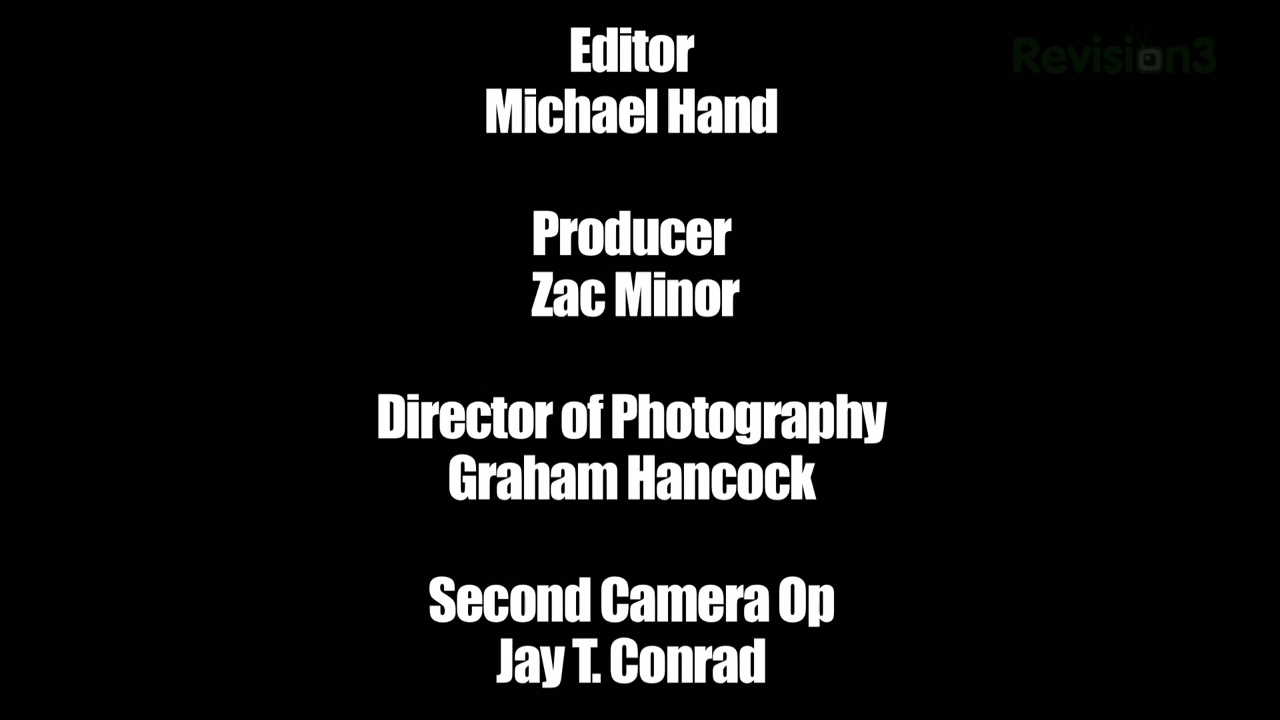 Revision3
Editor
Michael Hand
Producer
Zac Minor
Director of Photography
Graham Hancock
Second Camera Op
Jay T. Conrad